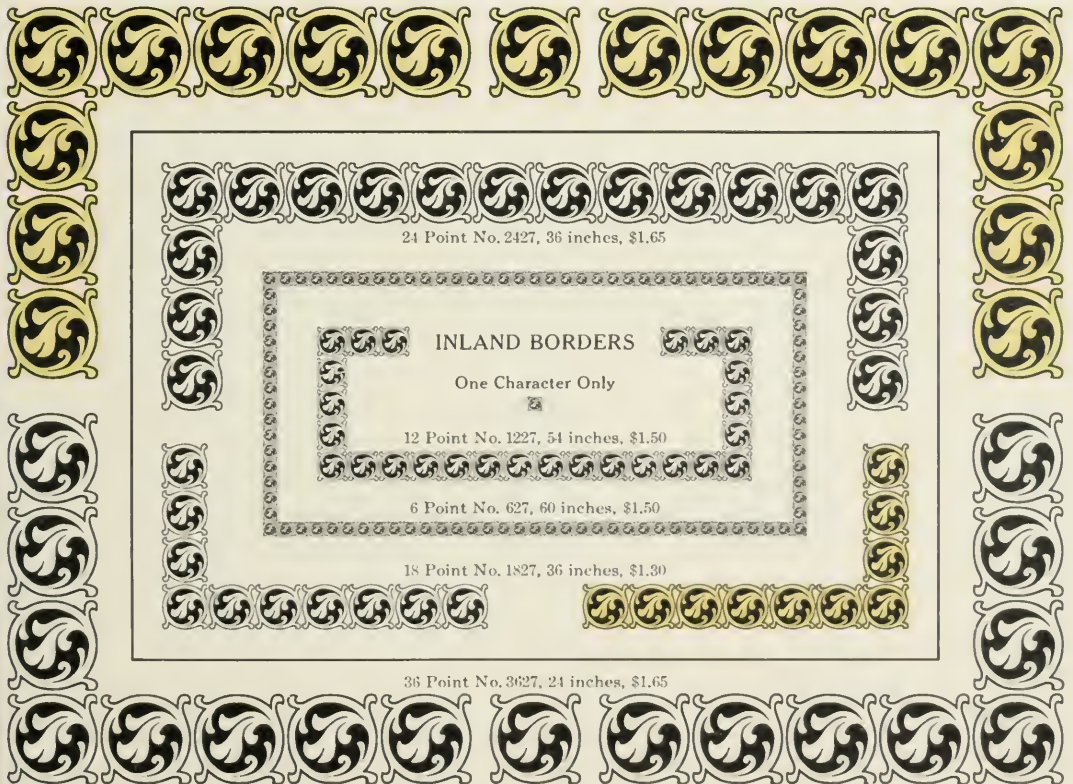 24 Point No. 2427, 36 inches, $1.65
INLAND BORDERS
One Character Only
12 Point No. 1227, 54 inches, $1.50
6 Point No. 627, 60 inches, $1.50
18 Point No. 1827, 36 inches, $1.30
36 Point No. 3627, 24 inches, $1.65